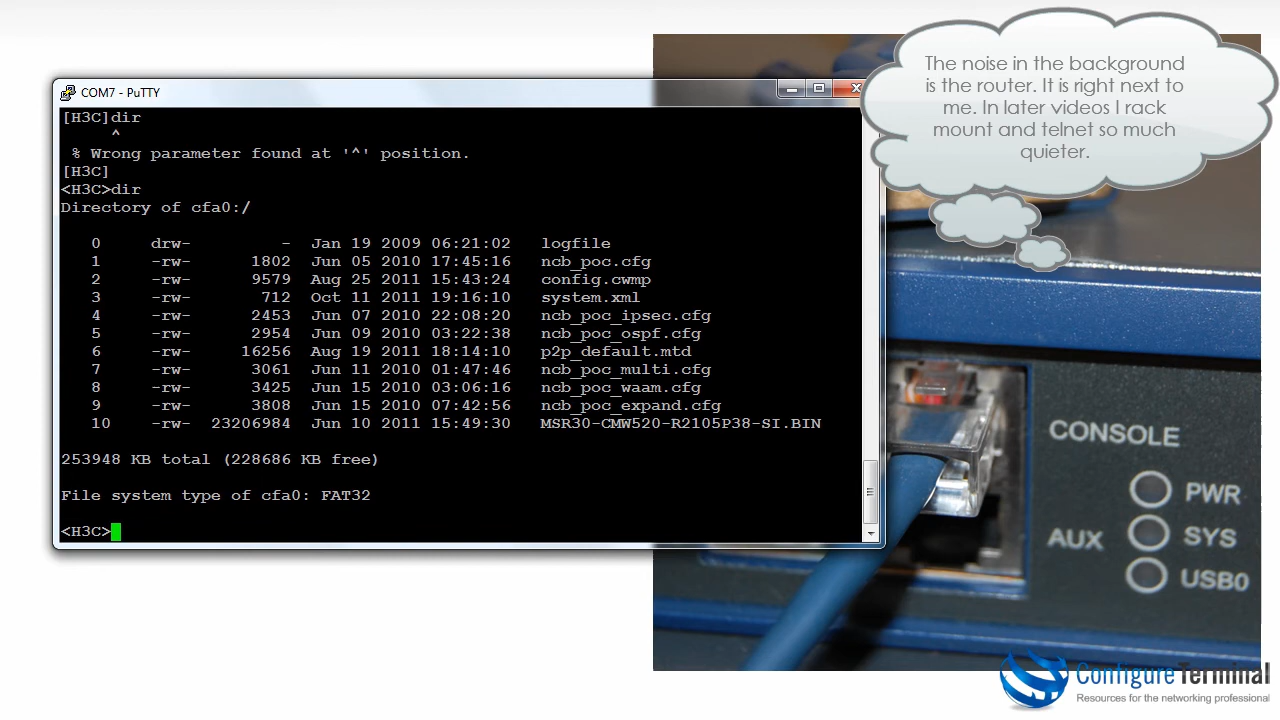 COM7 - PuTTY
[H3C]dir
^
% Wrong parameter found at '^' position.
[H3C]
<H3C>dir
Directory of cfa0:/
0 drw- - Jan 19 2009 06:21:02 logfile
1 -rw- 1802 Jun 05 2010 17:45:16 ncb_poc.cfg
2 -rw- 9579 Aug 25 2011 15:43:24 config.cwmp
3 -rw- 712 Oct 11 2011 19:16:10 system.xml
4 -rw- 2453 Jun 07 2010 22:08:20 ncb_poc_ipsec.cfg
5 -rw- 2954 Jun 09 2010 03:22:38 ncb_poc_ospf.cfg
6 -rw- 16256 Aug 19 2011 18:14:10 p2p_default.mtd
7 -rw- 3061 Jun 11 2010 01:47:46 ncb_poc_multi.cfg
8 -rw- 3425 Jun 15 2010 03:06:16 ncb_poc_waam.cfg
9 -rw- 3808 Jun 15 2010 07:42:56 ncb_poc_expand.cfg
10 -rw- 23206984 Jun 10 2011 15:49:30 MSR30-CMW520-R2105P38-SI.BIN
253948 KB total (228686 KB free)
File system type of cfa0: FAT32
<H3C>
The noise in the background
is the router. It is right next to
me. In later videos I rack
mount and telnet so much
quieter.
CONSOLE
PWR
AUX
SYS
USB0
Configure Terminal
Resources for the networking professional